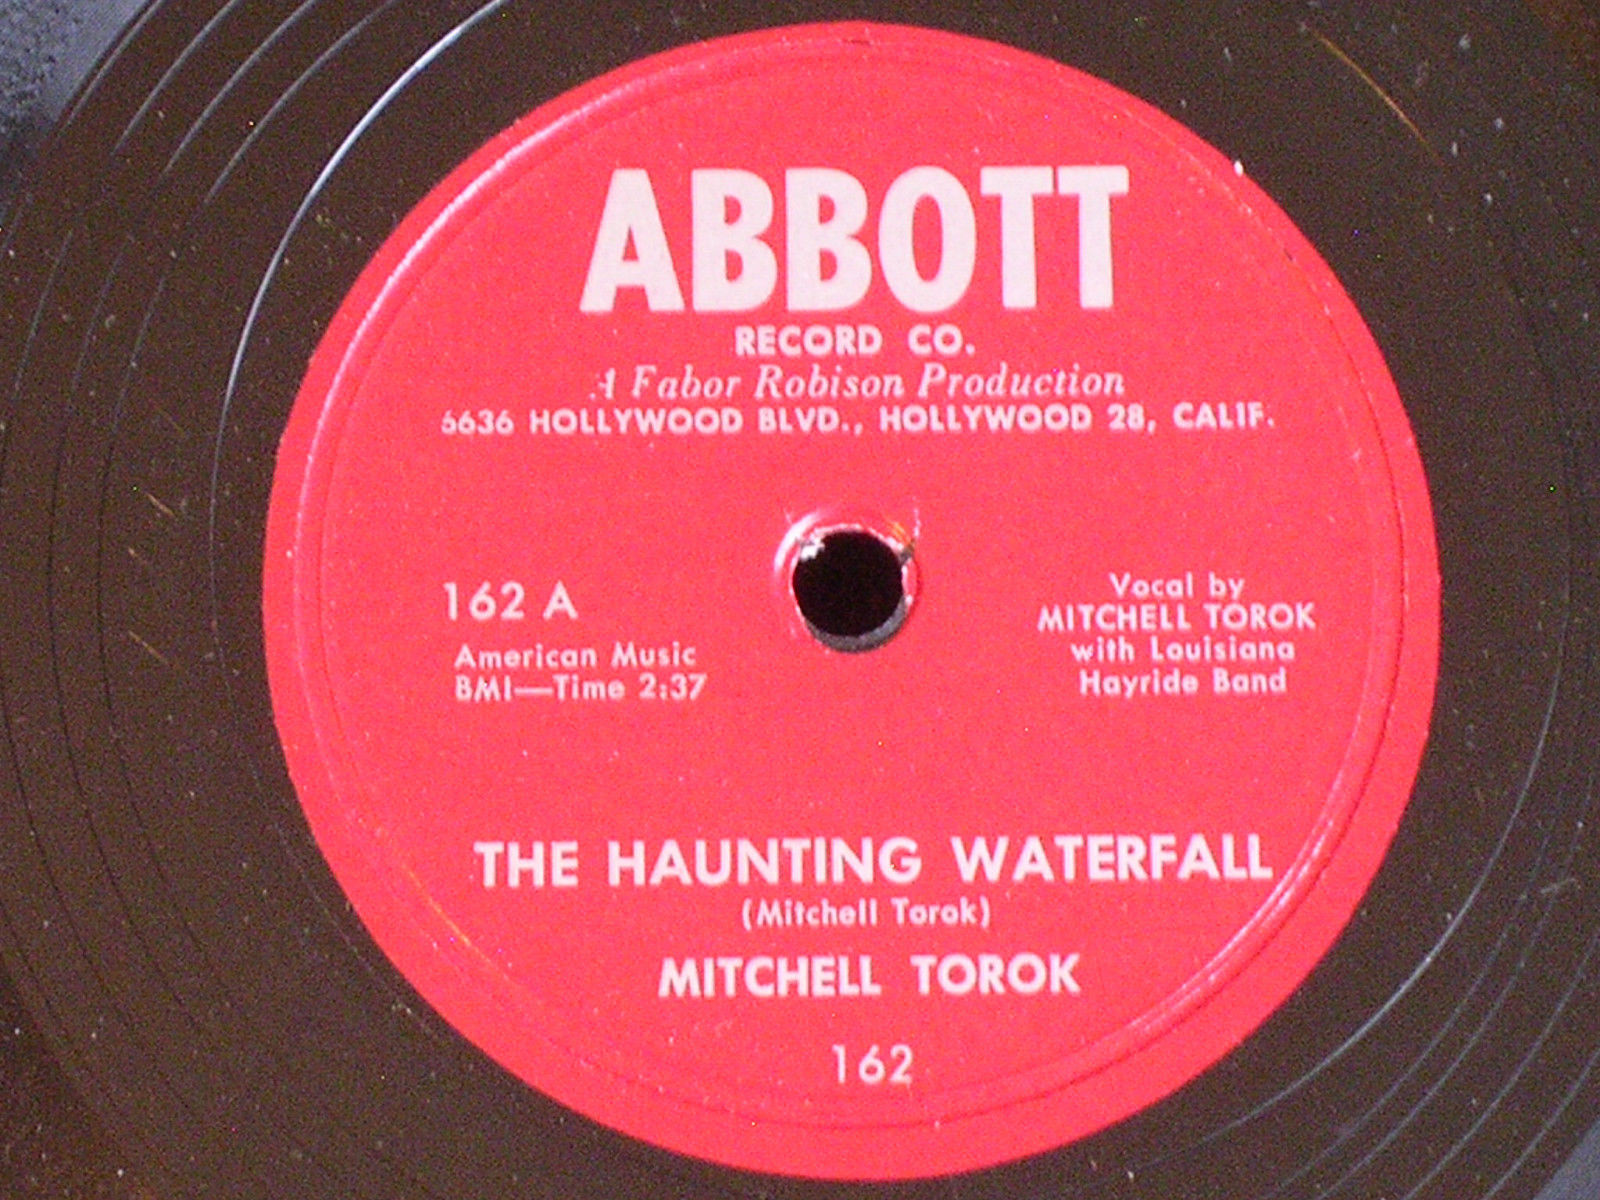 ABBOTT
RECORD CO.
A Fabor Robison Production
6636 HOLLYWOOD BLVD., HOLLYWOOD 28, CALIF.
162 A
American Music
BMI—Time 2:37
Vocal by
MITCHELL TOROK
with Louisiana
Hayride Band
THE HAUNTING WATERFALL
(Mitchell Torok)
MITCHELL TOROK
162